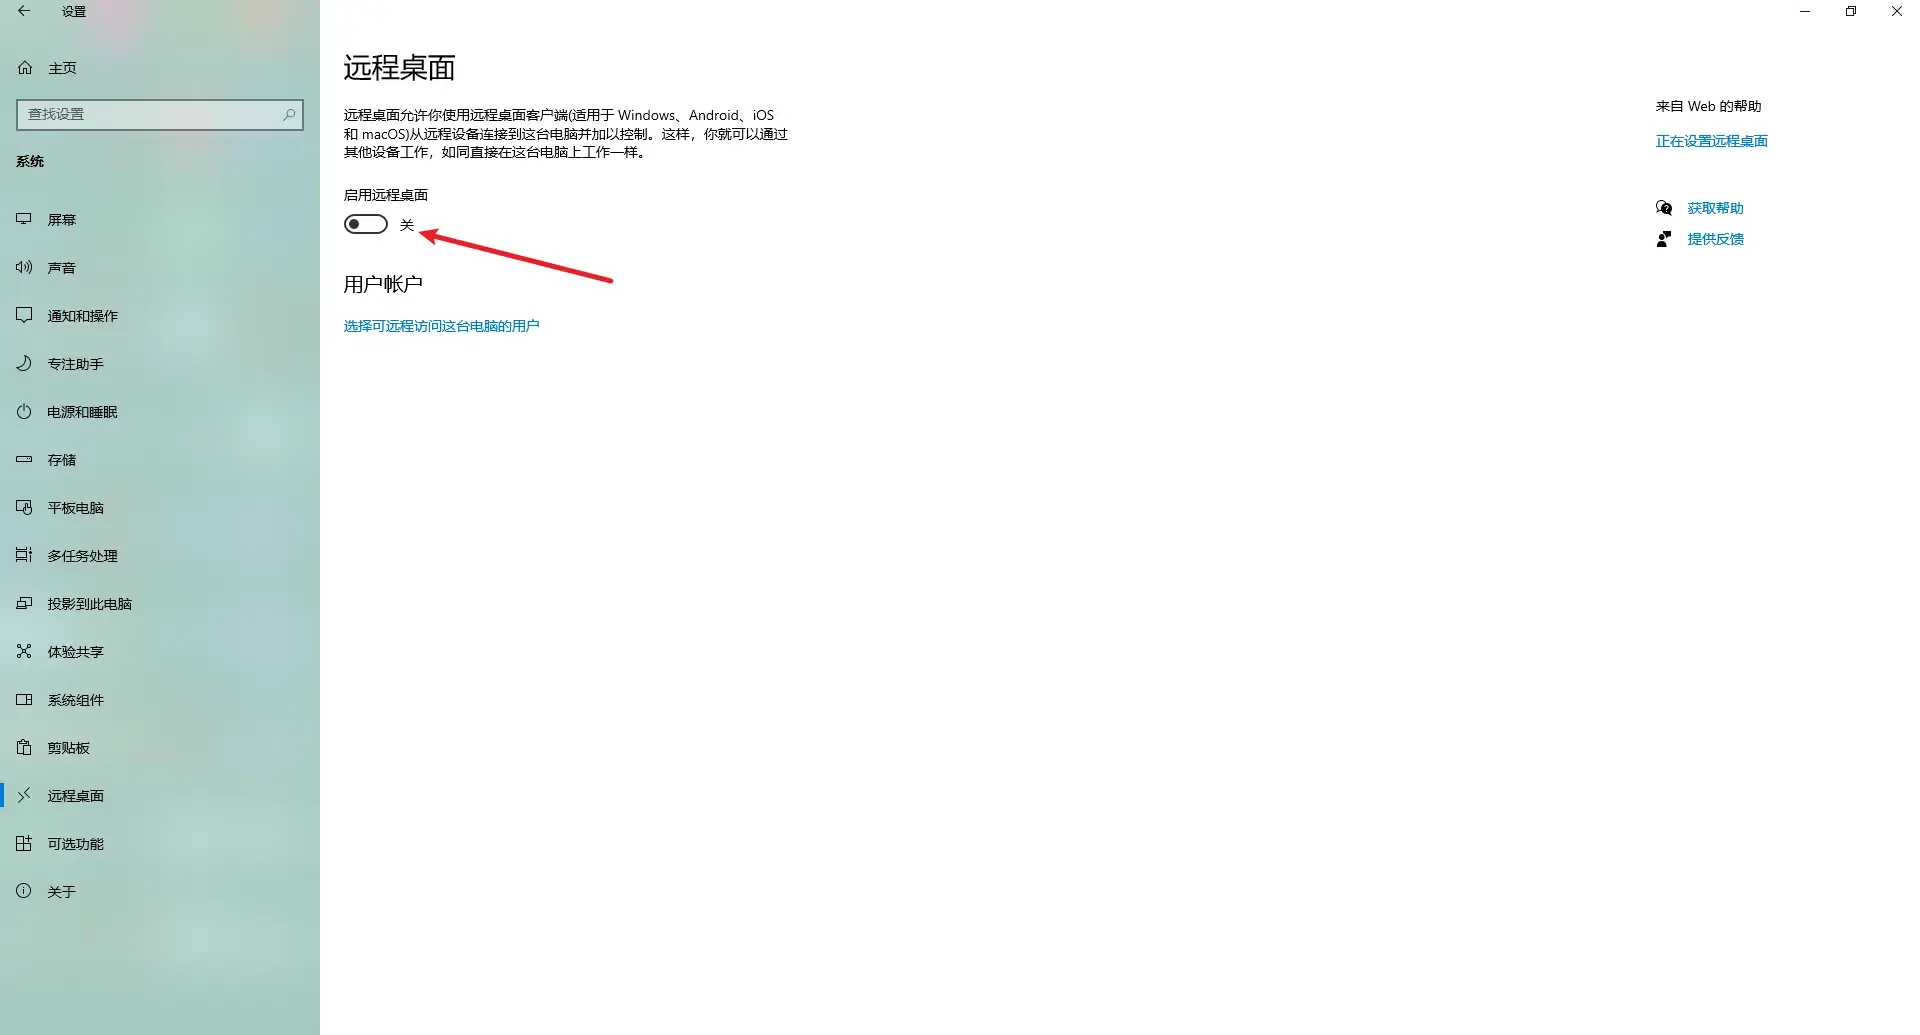 设置
主页
查找设置
系统
屏幕
声音
通知和操作
专注助手
电源和睡眠
存储
平板电脑
多任务处理
投影到此电脑
体验共享
系统组件
剪贴板
远程桌面
可选功能
关于
远程桌面
远程桌面允许你使用远程桌面客户端(适用于 Windows、Android、iOS
和 macOS)从远程设备连接到这台电脑并加以控制。这样，你就可以通过
其他设备工作，如同直接在这台电脑上工作一样。
启用远程桌面
关
用户帐户
选择可远程访问这台电脑的用户
来自 Web 的帮助
正在设置远程桌面
获取帮助
提供反馈